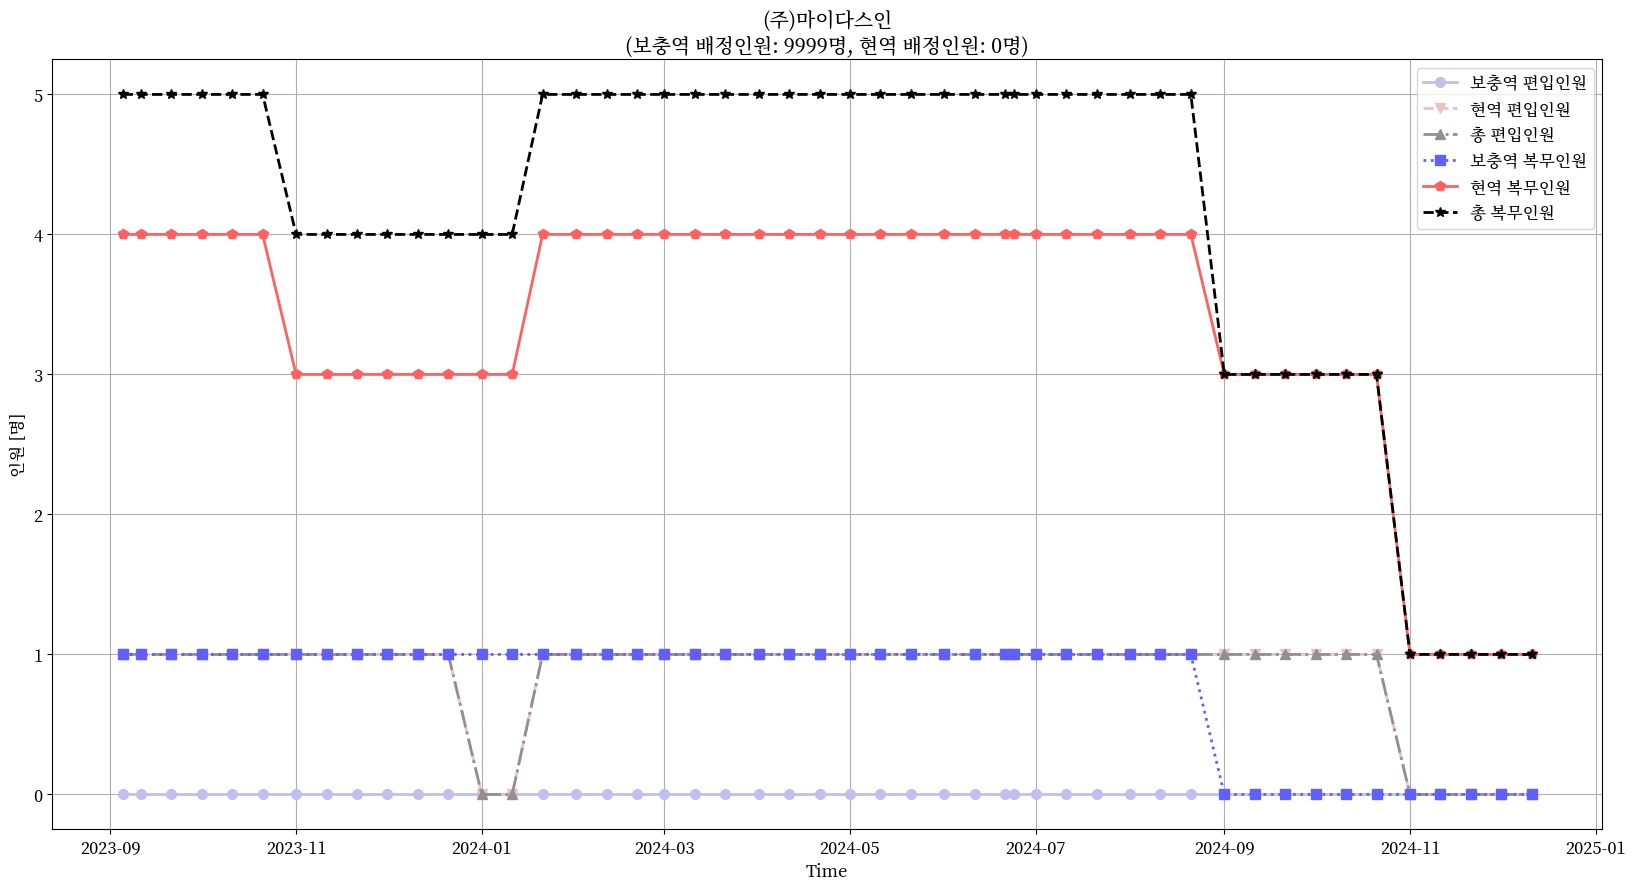 (주)마이다스인
(보충역 배정인원: 9999명, 현역 배정인원: 0명)
보충역 편입인원
현역 편입인원
총 편입인원
보충역 복무인원
현역 복무인원
총 복무인원
인원 [명]
5
4
3
2
1
0
2023-09 2023-11 2024-01 2024-03 2024-05 2024-07 2024-09 2024-11 2025-01
Time